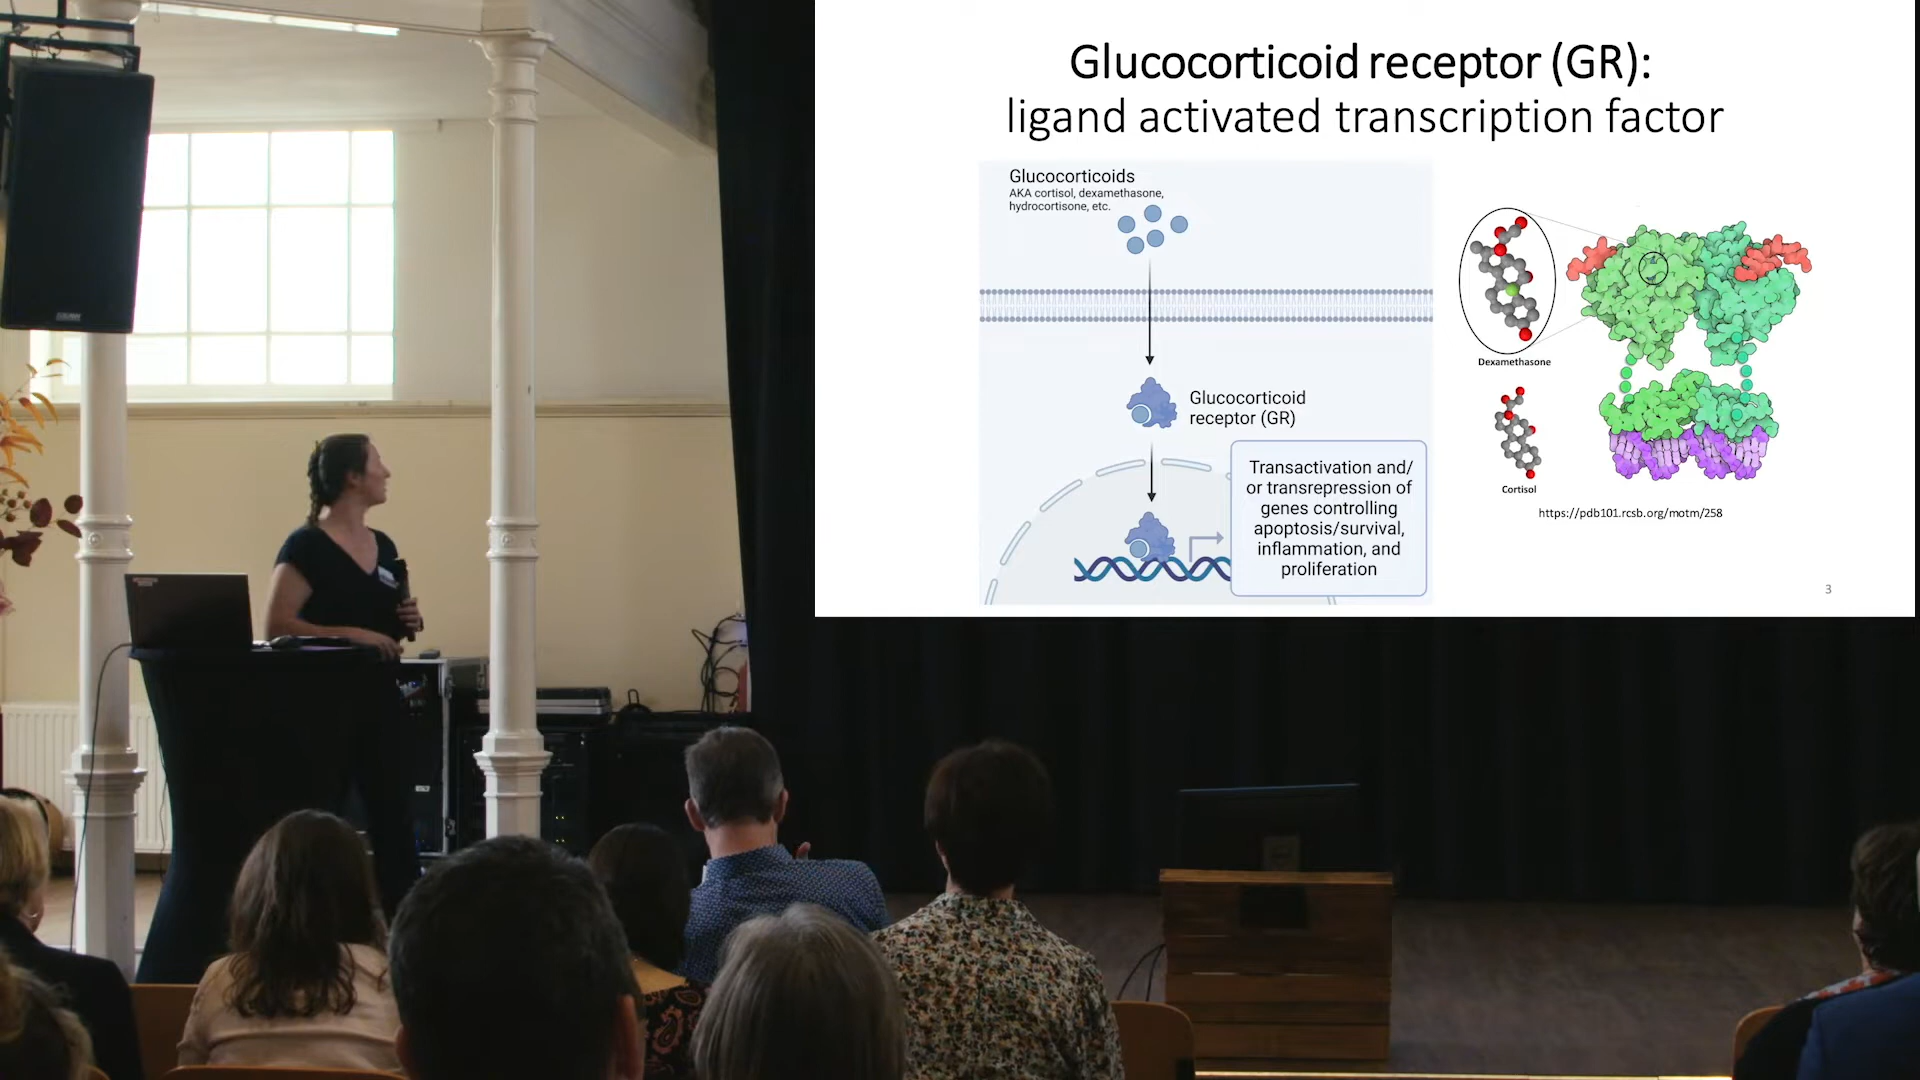 Glucocorticoid receptor (GR):
ligand activated transcription factor
Glucocorticoids
AKA cortisol, dexamethasone,
hydrocortisone, etc.
Glucocorticoid
receptor (GR)
Transactivation and/
or transrepression of
genes controlling
apoptosis/survival,
inflammation, and
proliferation
Dexamethasone
Cortisol
https://pdb101.rcsb.org/motm/258
3